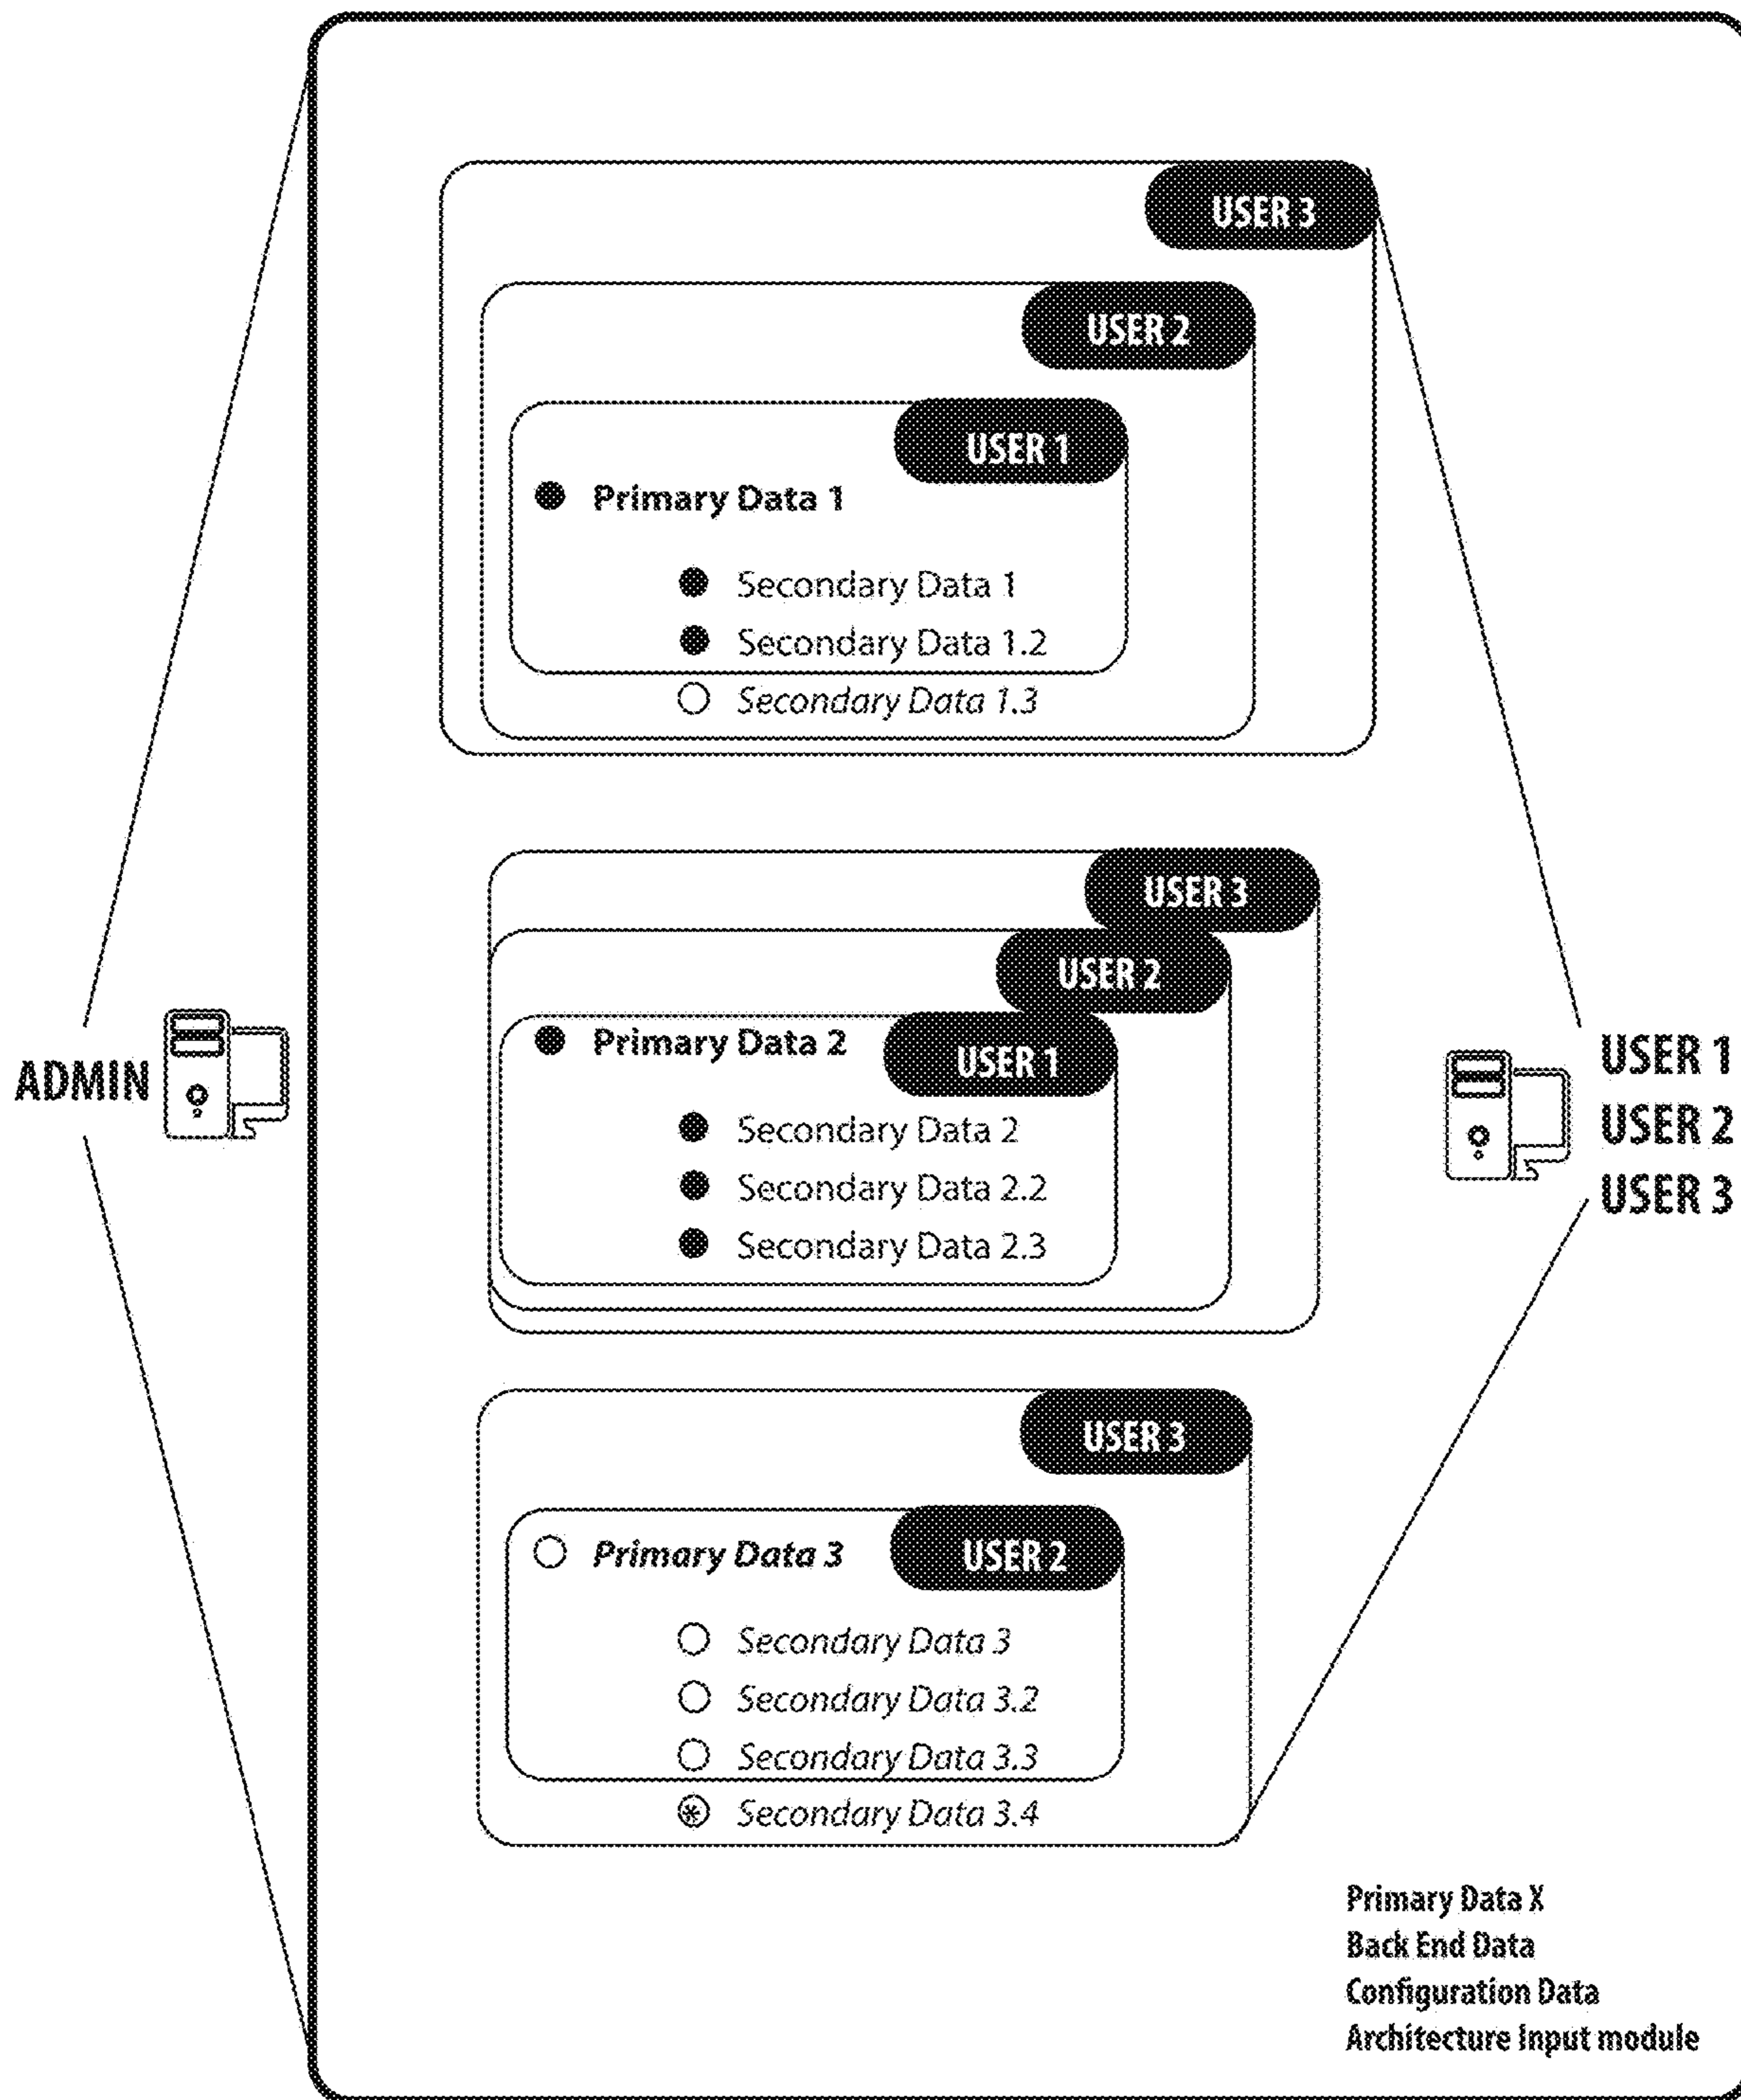 USER 3
USER 2
USER 1
Primary Data 1
Secondary Data 1
Secondary Data 1.2
Secondary Data 1.3
USER 3
USER 2
Primary Data 2
USER 1
Secondary Data 2
Secondary Data 2.2
Secondary Data 2.3
ADMIN
USER 1
USER 2
USER 3
USER 3
Primary Data 3
USER 2
Secondary Data 3
Secondary Data 3.2
Secondary Data 3.3
* Secondary Data 3.4
Primary Data X
Back End Data
Configuration Data
Architecture Input module